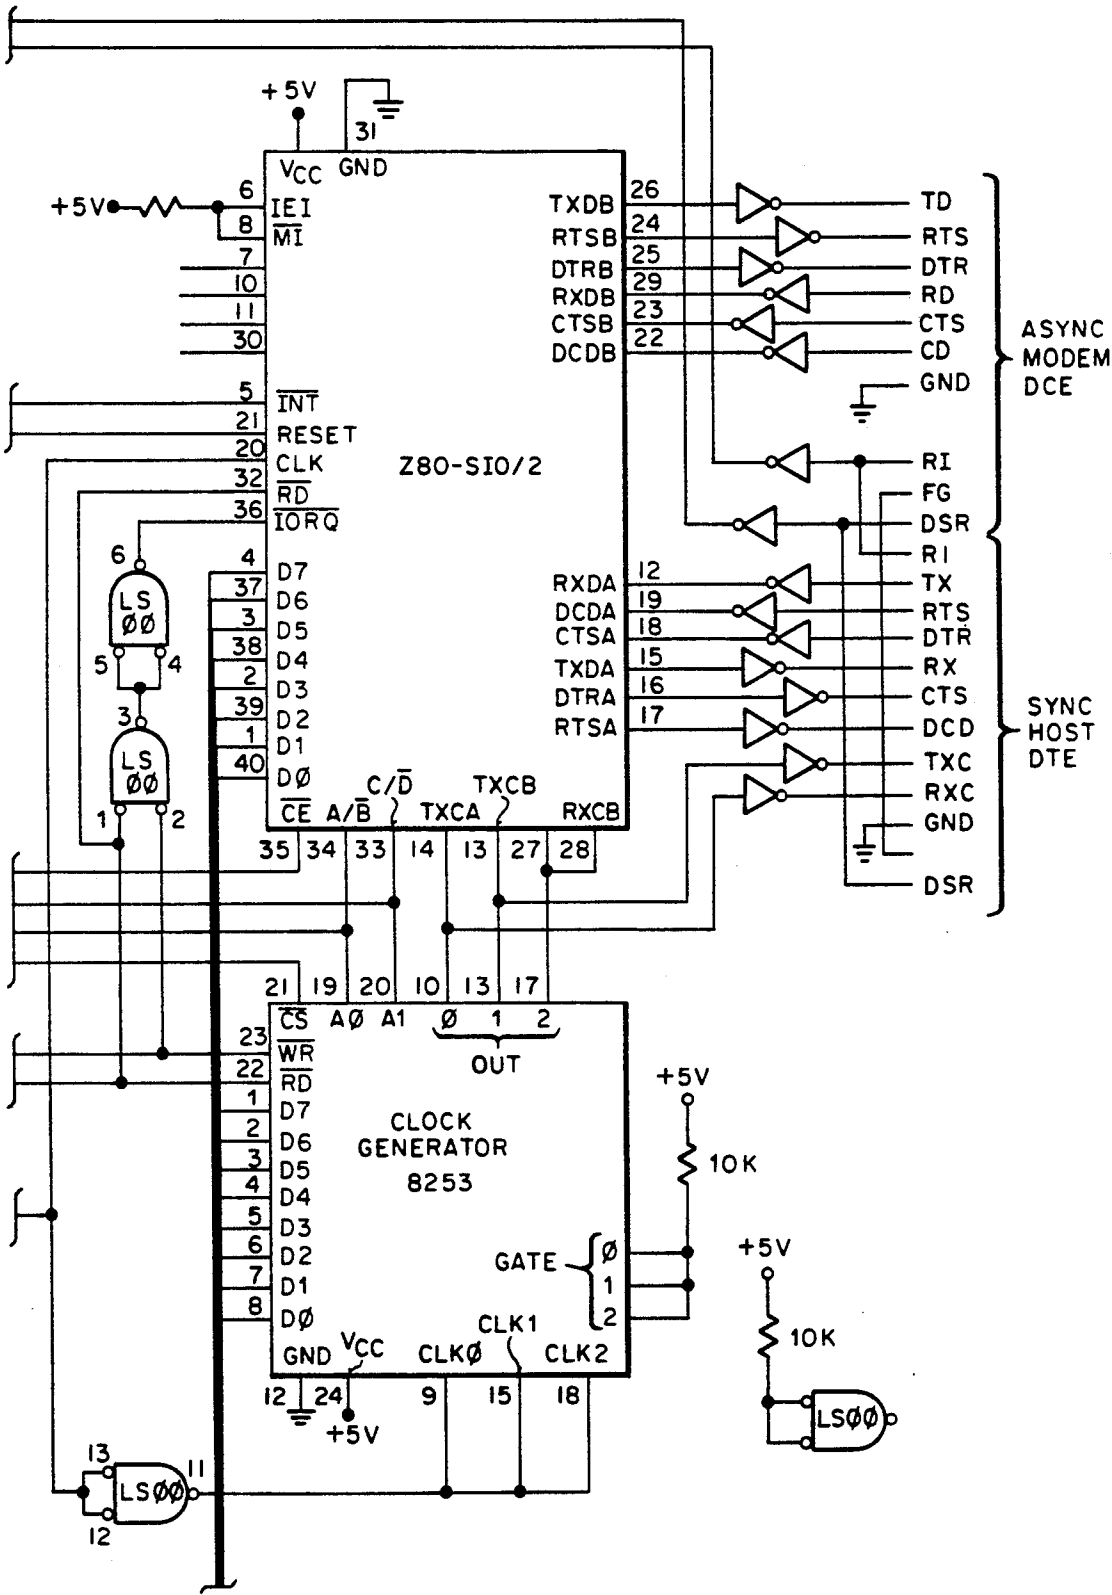 +5V
31
VCC GND
+5V
6
IEI
8
MI
7
10
11
30
5
INT
21
RESET
20
CLK
32
RD
36
IORQ
4
D7
37
D6
3
D5
38
D4
2
D3
39
D2
1
D1
40
DØ
Z80-SIO/2
TXDB 26
RTSB 24
DTRB 25
RXDB 29
CTSB 23
DCDB 22
RXDA 12
DCDA 19
CTSA 18
TXDA 15
DTRA 16
RTSA 17
C/D TXCB
CE A/B TXCA RXCB
35 34 33 14 13 27 28
TD
RTS
DTR
RD
CTS
CD
GND
ASYNC
MODEM
DCE
RI
FG
DSR
RI
TX
RTS
DTR
RX
CTS
DCD
TXC
RXC
GND
DSR
SYNC
HOST
DTE
6
LS
ØØ
5 4
3
LS
ØØ
1 2
21 19 20 10 13 17
CS AØ A1 Ø 1 2
OUT
23
WR
22
RD
1
D7
2
D6
3
D5
4
D4
5
D3
6
D2
7
D1
8
DØ
CLOCK
GENERATOR
8253
GATE
Ø
1
2
+5V
10K
GND VCC CLKØ CLK1 CLK2
12 24 9 15 18
+5V
+5V
10K
LSØØ
13
12
LSØØ
11